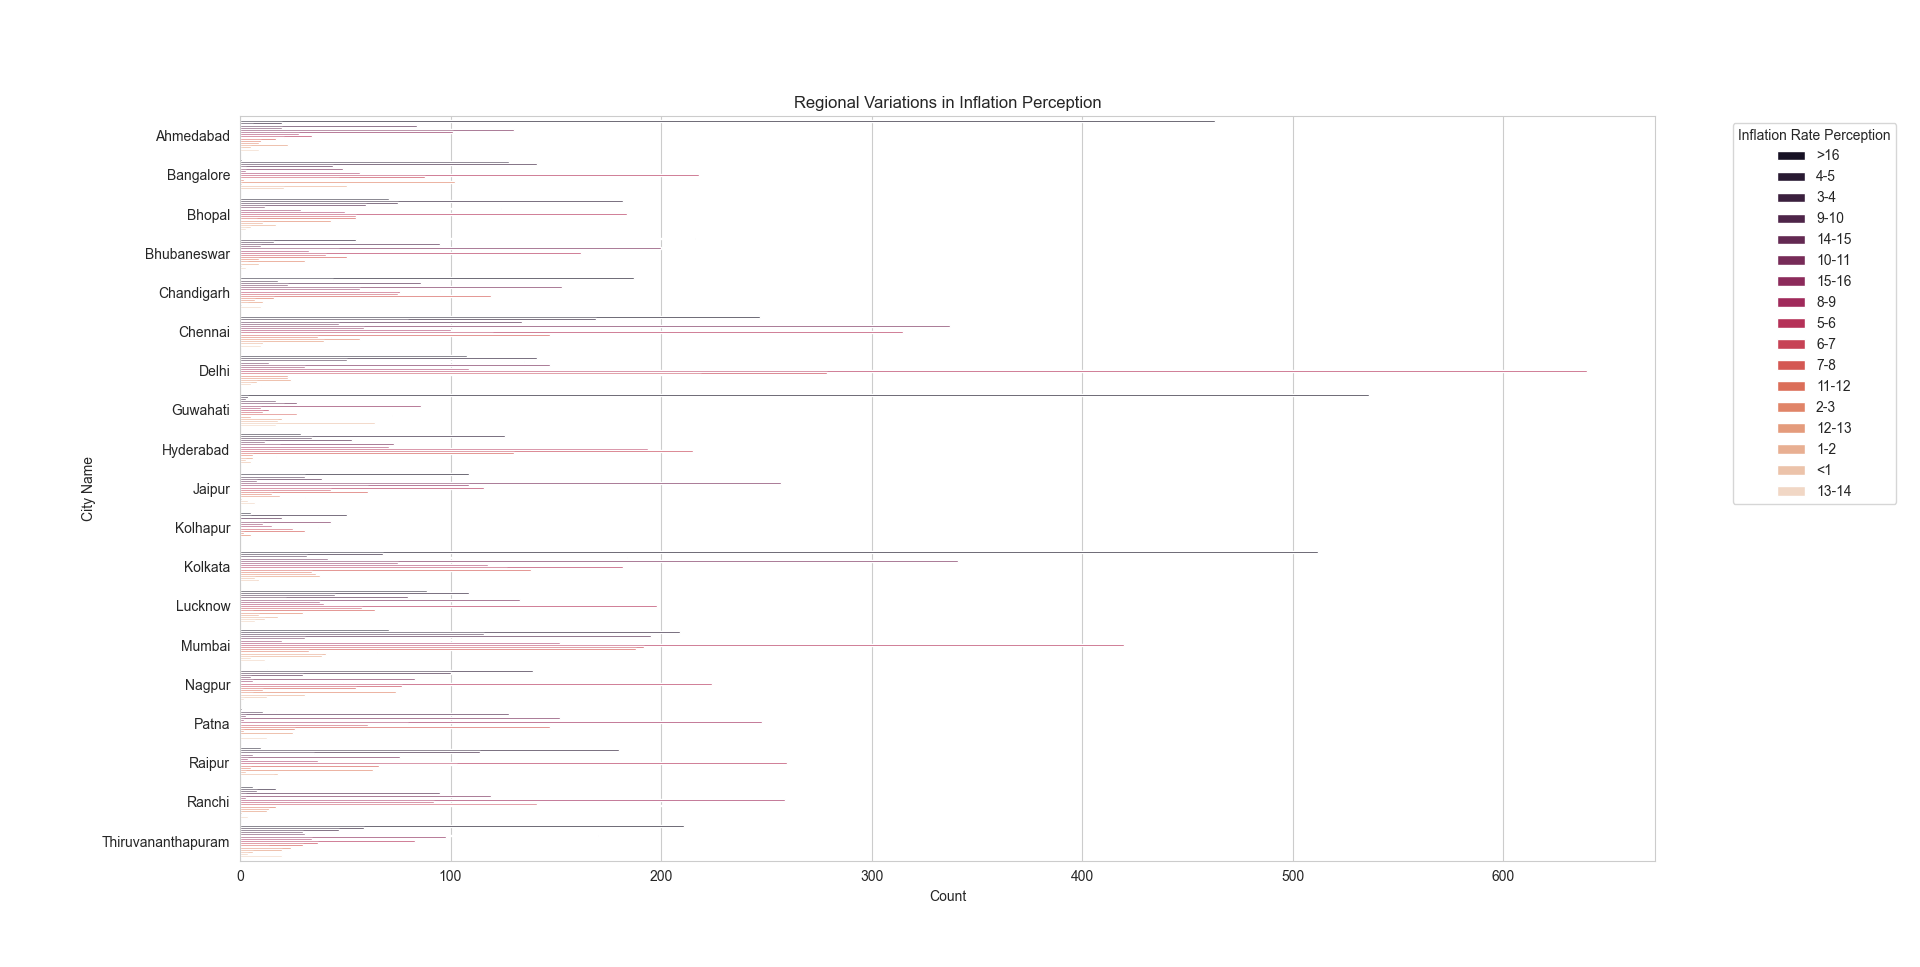 Regional Variations in Inflation Perception
City Name
Ahmedabad
Bangalore
Bhopal
Bhubaneswar
Chandigarh
Chennai
Delhi
Guwahati
Hyderabad
Jaipur
Kolhapur
Kolkata
Lucknow
Mumbai
Nagpur
Patna
Raipur
Ranchi
Thiruvananthapuram
0 100 200 300 400 500 600
Count
Inflation Rate Perception
>16
4-5
3-4
9-10
14-15
10-11
15-16
8-9
5-6
6-7
7-8
11-12
2-3
12-13
1-2
<1
13-14